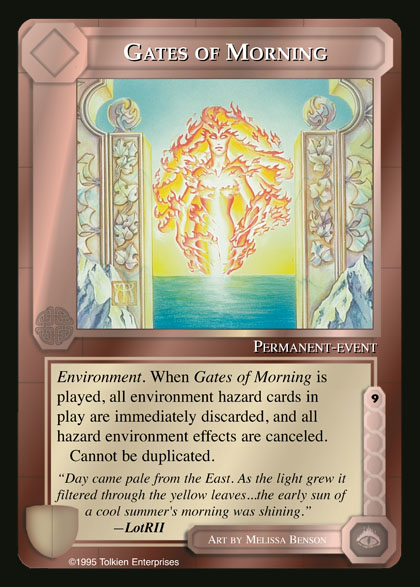 GATES OF MORNING
PERMANENT-EVENT
Environment. When Gates of Morning is
played, all environment hazard cards in
play are immediately discarded, and all
hazard environment effects are canceled.
Cannot be duplicated.
9
“Day came pale from the East. As the light grew it
filtered through the yellow leaves...the early sun of
a cool summer's morning was shining.”
—LotRII
ART BY MELISSA BENSON
©1995 Tolkien Enterprises